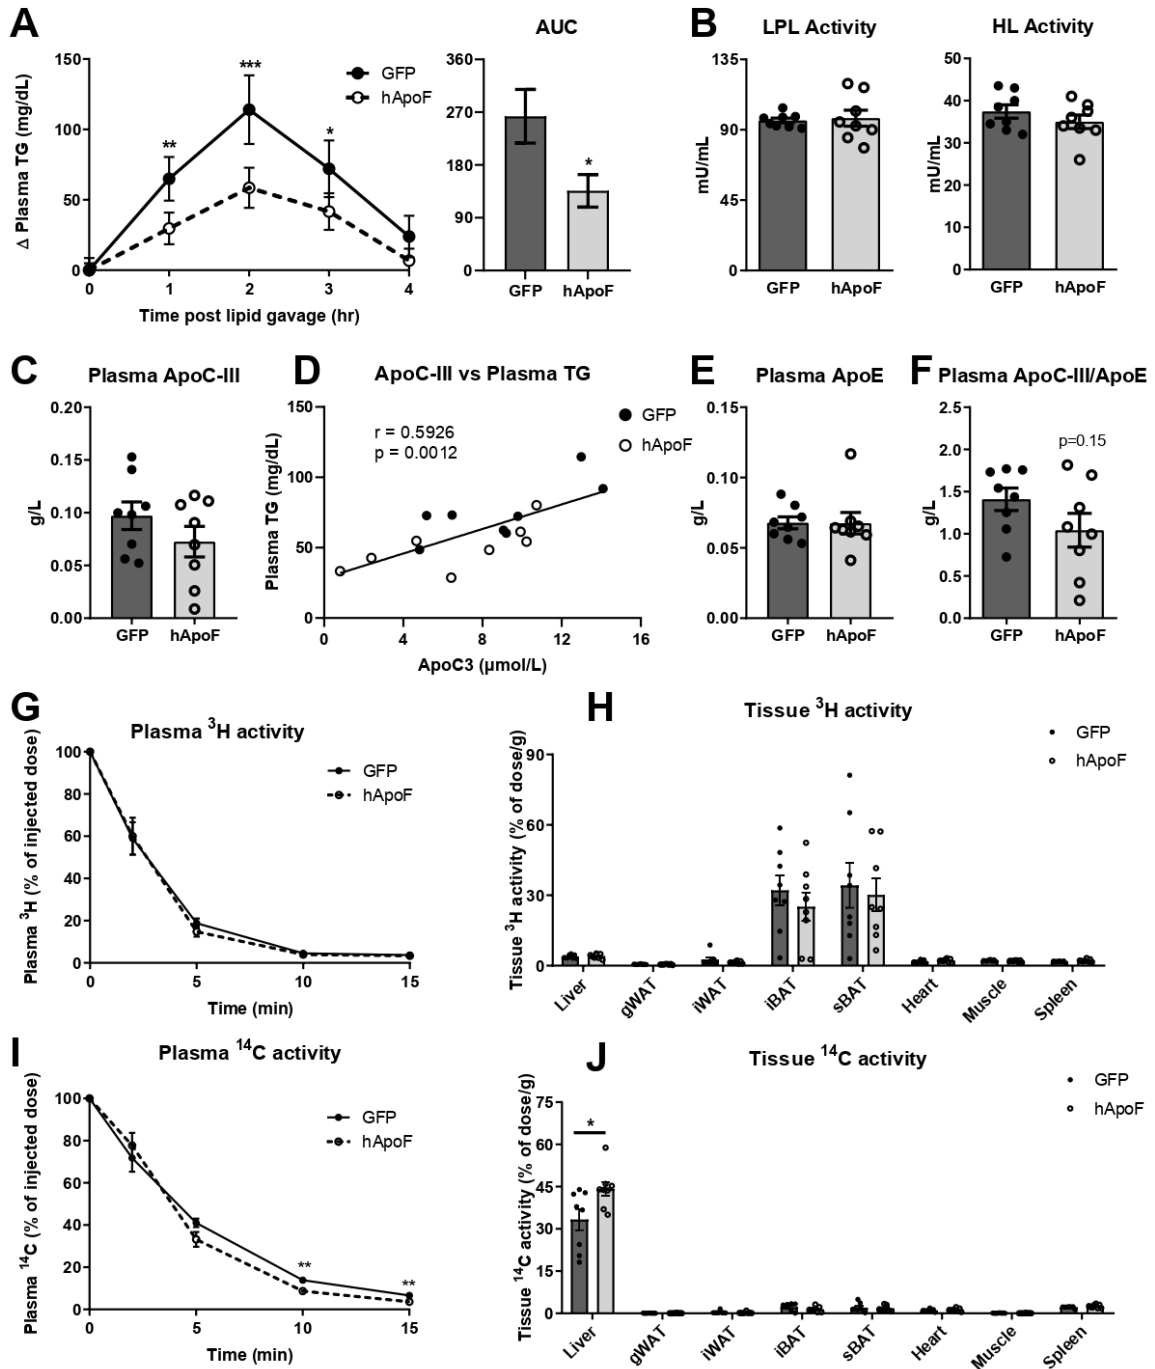 A
Δ Plasma TG (mg/dL)
150
100
50
0
**
***
*
GFP
hApoF
0 1 2 3 4
Time post lipid gavage (hr)
AUC
360
270
180
90
0
*
GFP hApoF
B
LPL Activity
mU/mL
135
90
45
0
GFP hApoF
HL Activity
mU/mL
50
40
30
20
10
0
GFP hApoF
C
Plasma ApoC-III
g/L
0.20
0.15
0.10
0.05
0.00
GFP hApoF
D
ApoC-III vs Plasma TG
Plasma TG (mg/dL)
150
100
50
0
r = 0.5926
p = 0.0012
GFP
hApoF
0 4 8 12 16
ApoC3 (µmol/L)
E
Plasma ApoE
g/L
0.15
0.10
0.05
0.00
GFP hApoF
F
Plasma ApoC-III/ApoE
2.5
2.0
1.5
1.0
0.5
0.0
p=0.15
GFP hApoF
G
Plasma ³H activity
Plasma ³H (% of injected dose)
100
80
60
40
20
0
GFP
hApoF
0 5 10 15
Time (min)
H
Tissue ³H activity
Tissue ³H activity (% of dose/g)
90
60
30
0
GFP
hApoF
Liver gWAT iWAT iBAT sBAT Heart Muscle Spleen
I
Plasma ¹⁴C activity
Plasma ¹⁴C (% of injected dose)
100
80
60
40
20
0
GFP
hApoF
**
**
0 5 10 15
Time (min)
J
Tissue ¹⁴C activity
Tissue ¹⁴C activity (% of dose/g)
75
60
45
30
15
0
*
GFP
hApoF
Liver gWAT iWAT iBAT sBAT Heart Muscle Spleen